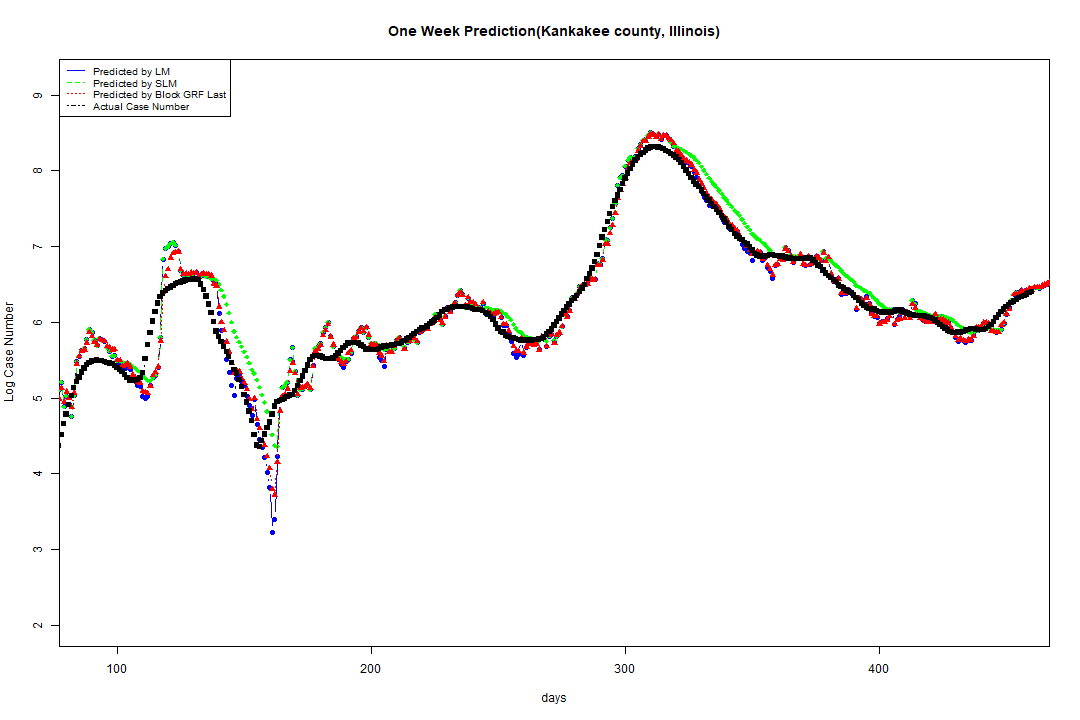 One Week Prediction(Kankakee county, Illinois)
Predicted by LM
Predicted by SLM
Predicted by Block GRF Last
Actual Case Number
Log Case Number
9
8
7
6
5
4
3
2
100 200 300 400
days